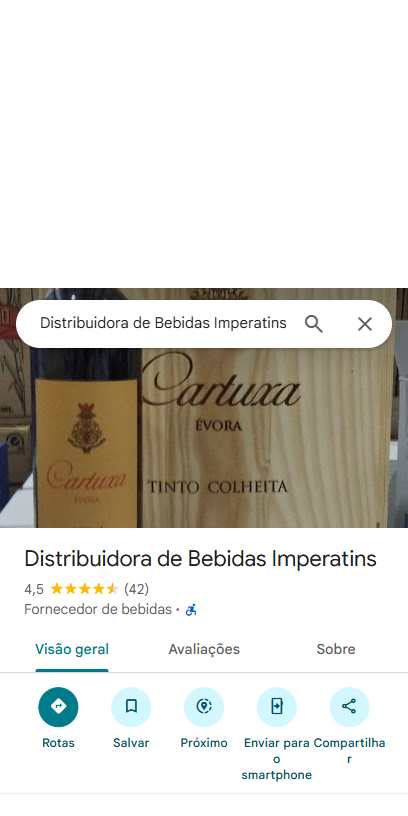 Distribuidora de Bebidas Imperatins
Cartuxa
ÉVORA
TINTO COLHEITA
Cartuxa
ÉVORA
Distribuidora de Bebidas Imperatins
4,5 (42)
Fornecedor de bebidas ·
Visão geral Avaliações Sobre
Rotas Salvar Próximo Enviar para o smartphone Compartilhar